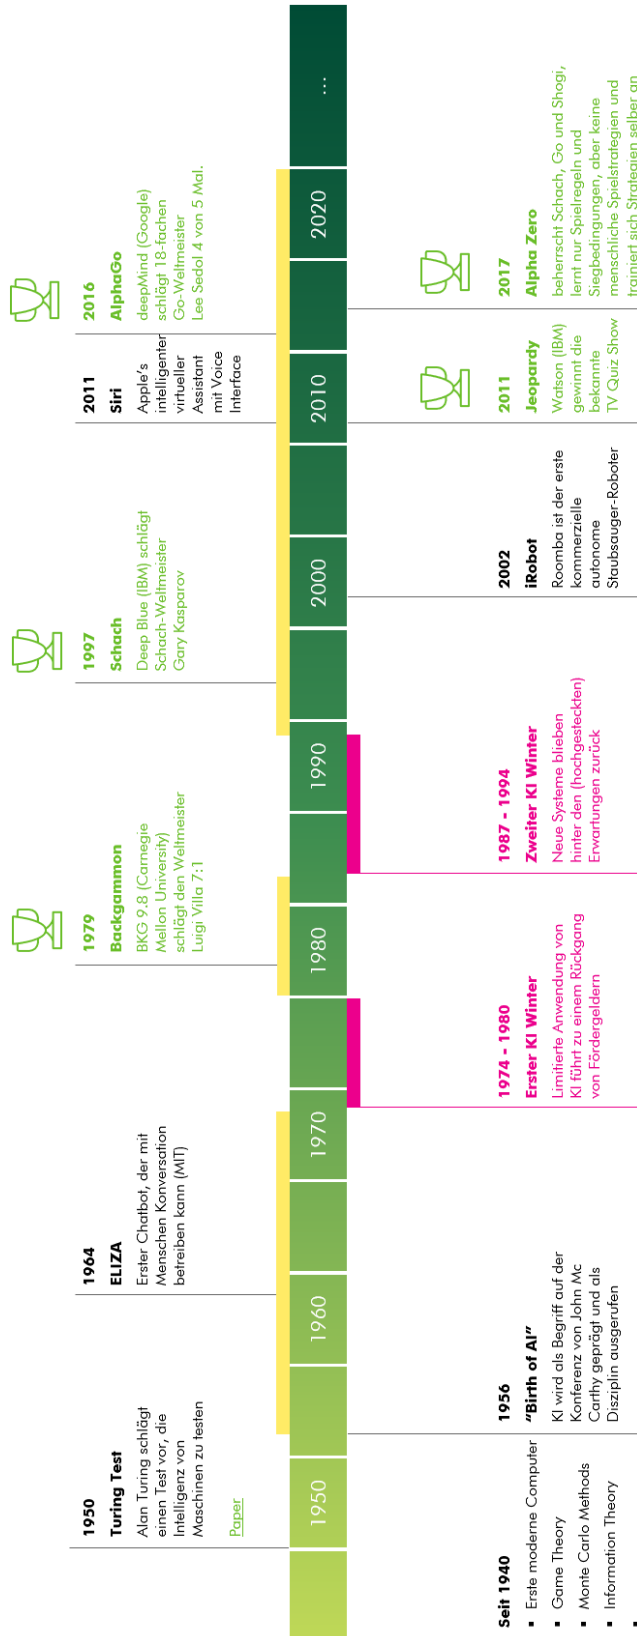 1950
Turing Test
Alan Turing schlägt
einen Test vor, die
Intelligenz von
Maschinen zu testen
Paper
1964
ELIZA
Erster Chatbot, der mit
Menschen Konversation
betreiben kann (MIT)
1979
Backgammon
BKG 9.8 (Carnegie
Mellon University)
schlägt den Weltmeister
Luigi Villa 7:1
1997
Schach
Deep Blue (IBM) schlägt
Schach-Weltmeister
Gary Kasparov
2011
Siri
Apple's
intelligenter
virtueller
Assistant
mit Voice
Interface
2016
AlphaGo
deepMind (Google)
schlägt 18-fachen
Go-Weltmeister
Lee Sedol 4 von 5 Mal.
1950
1960
1970
1980
1990
2000
2010
2020
...
Seit 1940
▪ Erste moderne Computer
▪ Game Theory
▪ Monte Carlo Methods
▪ Information Theory
▪
1956
"Birth of AI"
KI wird als Begriff auf der
Konferenz von John Mc
Carthy geprägt und als
Disziplin ausgerufen
1974 - 1980
Erster KI Winter
Limitierte Anwendung von
KI führt zu einem Rückgang
von Fördergeldern
1987 - 1994
Zweiter KI Winter
Neue Systeme blieben
hinter den (hochgesteckten)
Erwartungen zurück
2002
iRobot
Roomba ist der erste
kommerzielle
autonome
Staubsauger-Roboter
2011
Jeopardy
Watson (IBM)
gewinnt die
bekannte
TV Quiz Show
2017
Alpha Zero
beherrscht Schach, Go und Shogi,
lernt nur Spielregeln und
Siegbedingungen, aber keine
menschliche Spielstrategien und
trainiert sich Strategien selber an